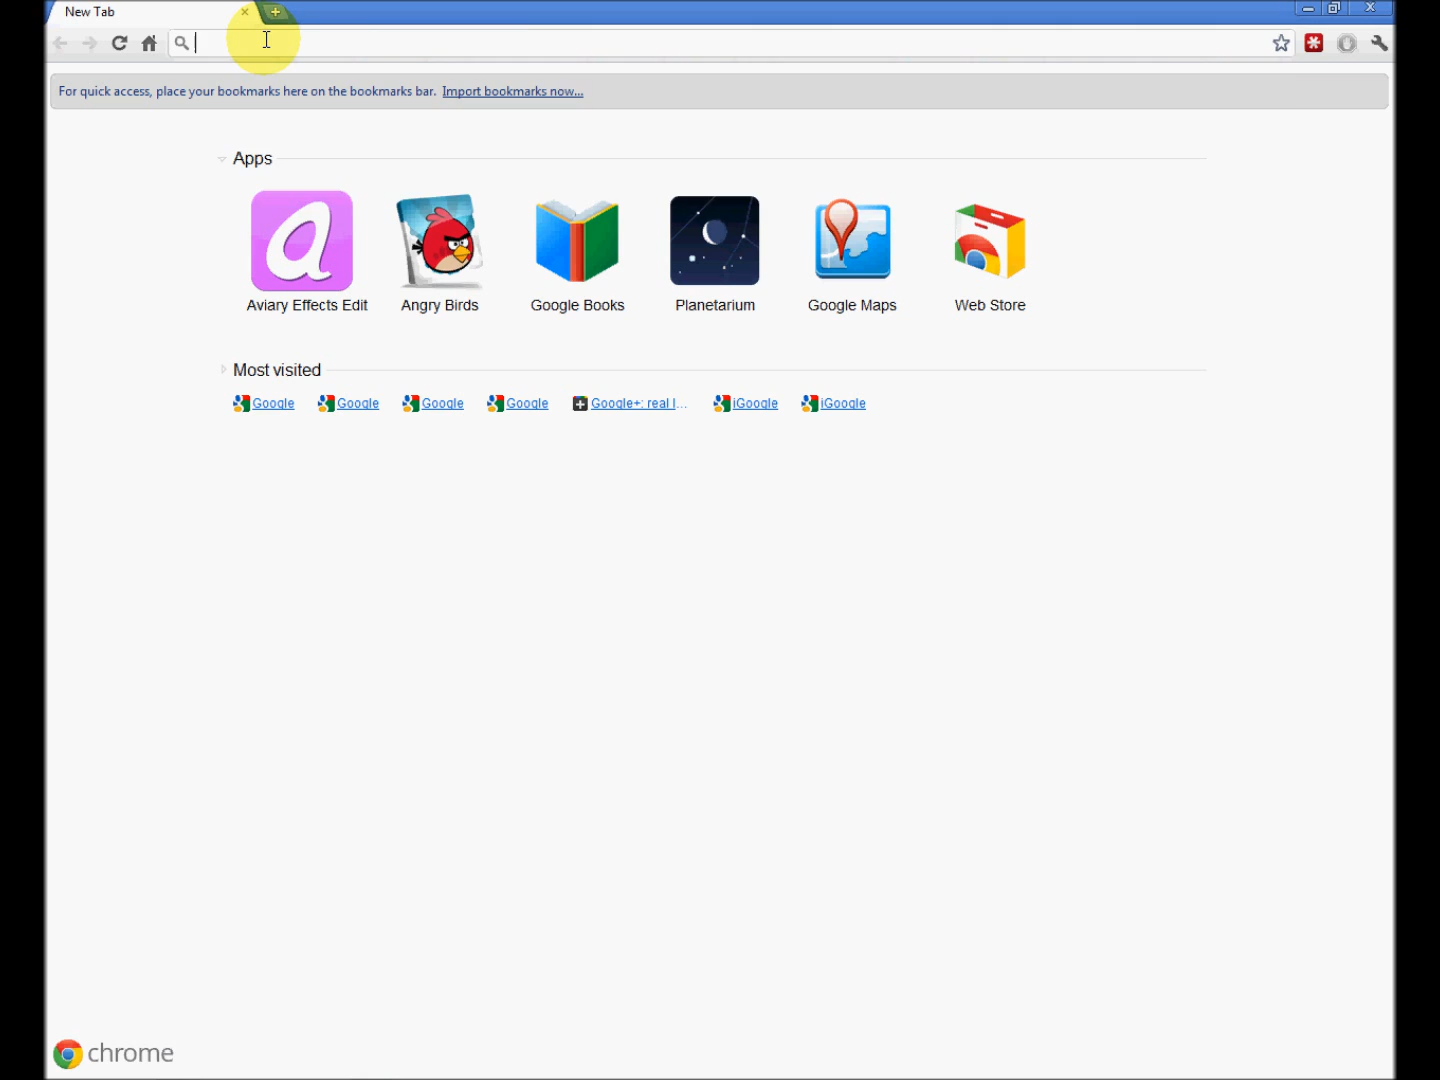 New Tab
For quick access, place your bookmarks here on the bookmarks bar. Import bookmarks now...
Apps
Aviary Effects Edit Angry Birds Google Books Planetarium Google Maps Web Store
Most visited
Google Google Google Google Google+: real l... iGoogle iGoogle
chrome